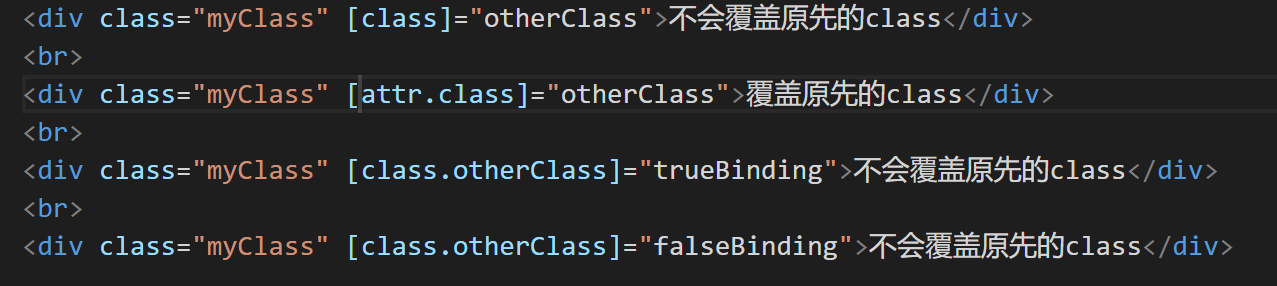 <div class="myClass" [class]="otherClass">不会覆盖原先的class</div>
<br>
<div class="myClass" [attr.class]="otherClass">覆盖原先的class</div>
<br>
<div class="myClass" [class.otherClass]="trueBinding">不会覆盖原先的class</div>
<br>
<div class="myClass" [class.otherClass]="falseBinding">不会覆盖原先的class</div>